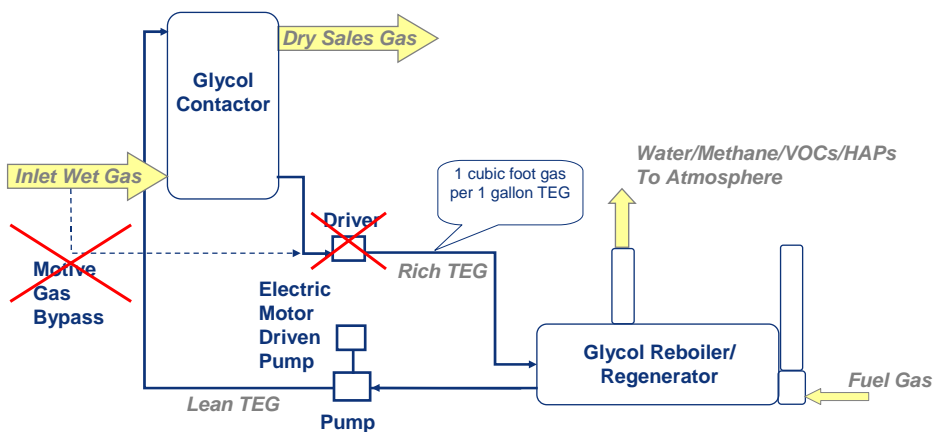 Dry Sales Gas
Glycol
Contactor
Inlet Wet Gas
1 cubic foot gas
per 1 gallon TEG
Water/Methane/VOCs/HAPs
To Atmosphere
Driver
Rich TEG
Motive
Gas
Bypass
Electric
Motor
Driven
Pump
Glycol Reboiler/
Regenerator
Fuel Gas
Lean TEG
Pump